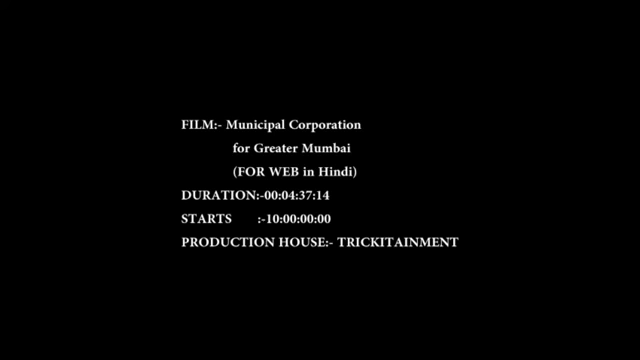 FILM:- Municipal Corporation
for Greater Mumbai
(FOR WEB in Hindi)
DURATION:-00:04:37:14
STARTS :-10:00:00:00
PRODUCTION HOUSE:- TRICKITAINMENT